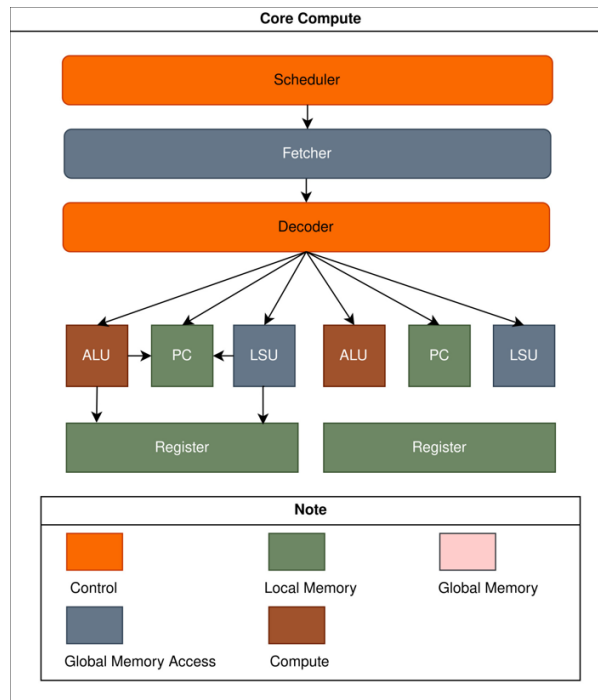 Core Compute
Scheduler
Fetcher
Decoder
ALU PC LSU ALU PC LSU
Register Register
Note
Control Local Memory Global Memory
Global Memory Access Compute